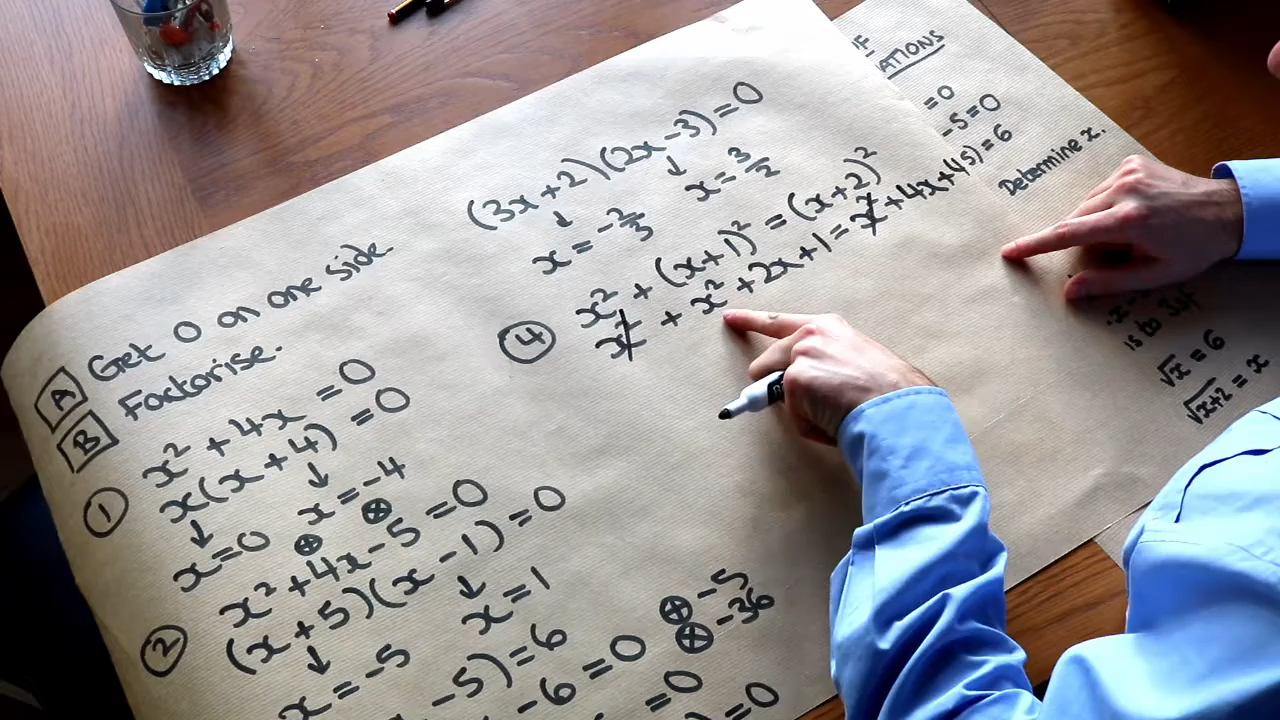 A Get 0 on one side.
B Factorise.
① x² + 4x = 0
x(x + 4) = 0
↓ ↓
x = 0 x = -4
⊕ ⊗
② x² + 4x - 5 = 0
(x + 5)(x - 1) = 0
↓ ↓
x = -5 x = 1
- 5) = 6
- 6 = 0
= 0
) = 0
⊕ -5
⊗ -36
(3x + 2)(2x - 3) = 0
↓ ↓
x = -2/3 x = 3/2
④ x² + (x + 1)² = (x + 2)²
x² + x² + 2x + 1 = x² + 4x + 4
F
ATIONS
= 0
- 5 = 0
5) = 6
Determine x.
is to
√x = 6
√x+2 = x